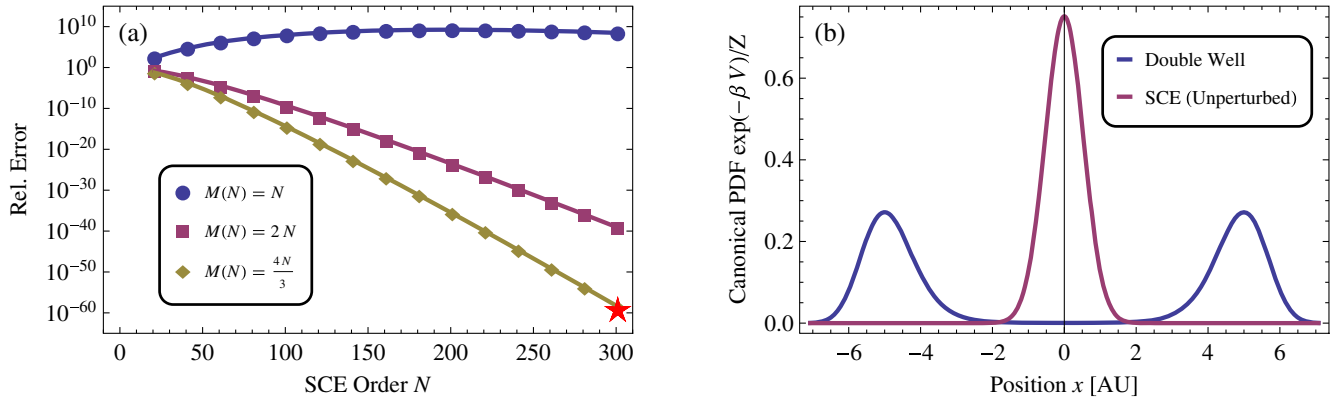 (a)
Rel. Error
10^10
10^0
10^−10
10^−20
10^−30
10^−40
10^−50
10^−60
M(N) = N
M(N) = 2 N
M(N) = 4 N/3
0 50 100 150 200 250 300
SCE Order N
(b)
Canonical PDF exp(−β V)/Z
0.6
0.4
0.2
0.0
Double Well
SCE (Unperturbed)
−6 −4 −2 0 2 4 6
Position x [AU]